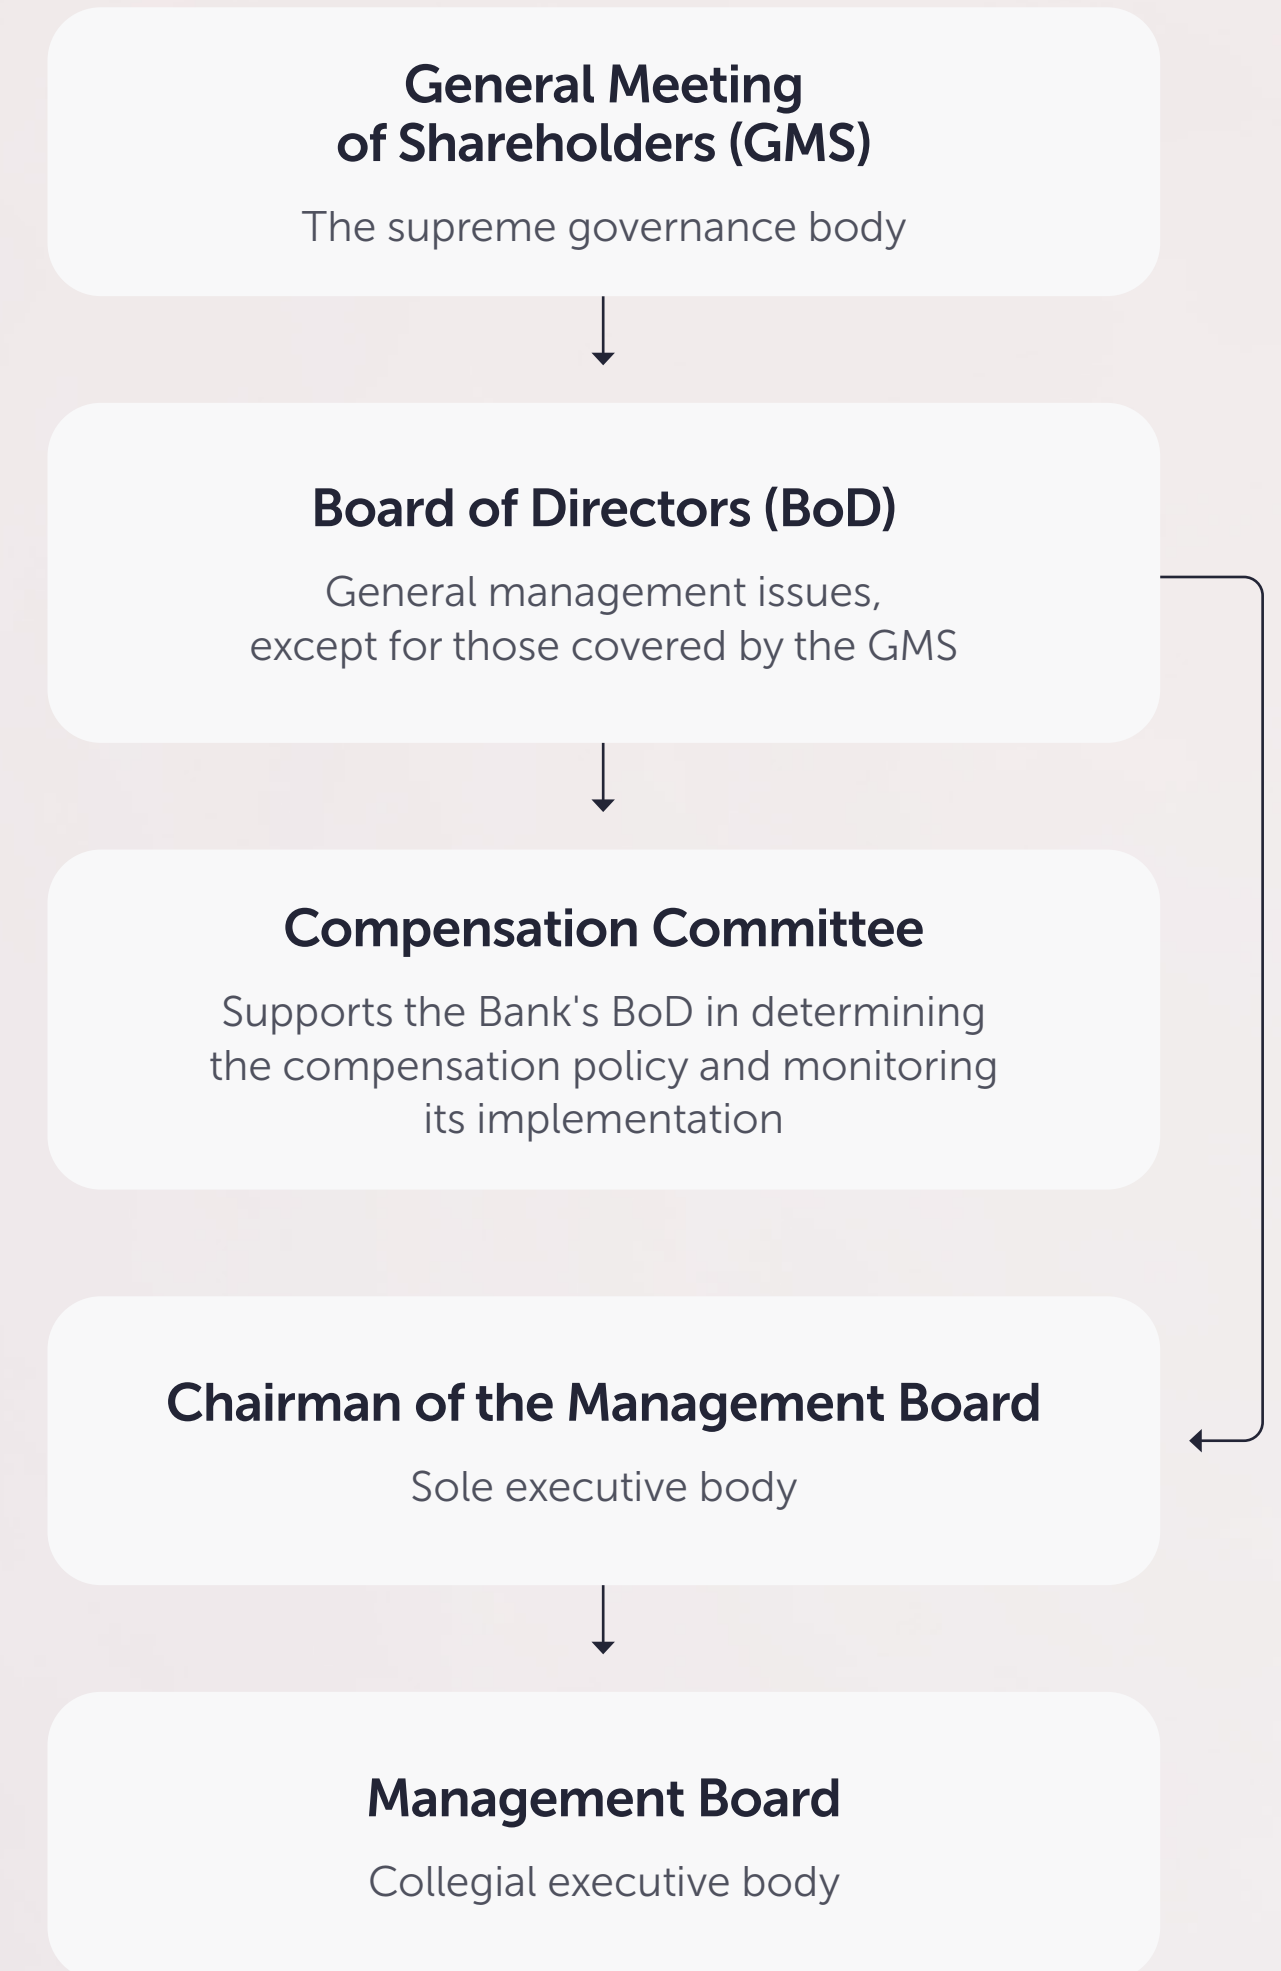 General Meeting
of Shareholders (GMS)
The supreme governance body
Board of Directors (BoD)
General management issues,
except for those covered by the GMS
Compensation Committee
Supports the Bank's BoD in determining
the compensation policy and monitoring
its implementation
Chairman of the Management Board
Sole executive body
Management Board
Collegial executive body